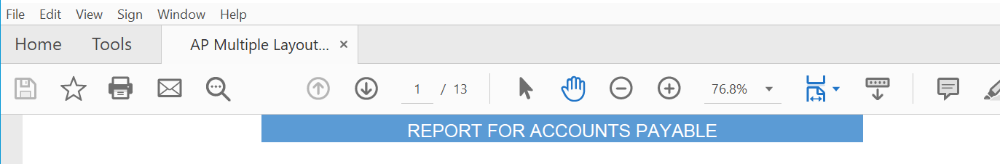 File Edit View Sign Window Help
Home Tools AP Multiple Layout... ×
1 / 13 76.8%
REPORT FOR ACCOUNTS PAYABLE